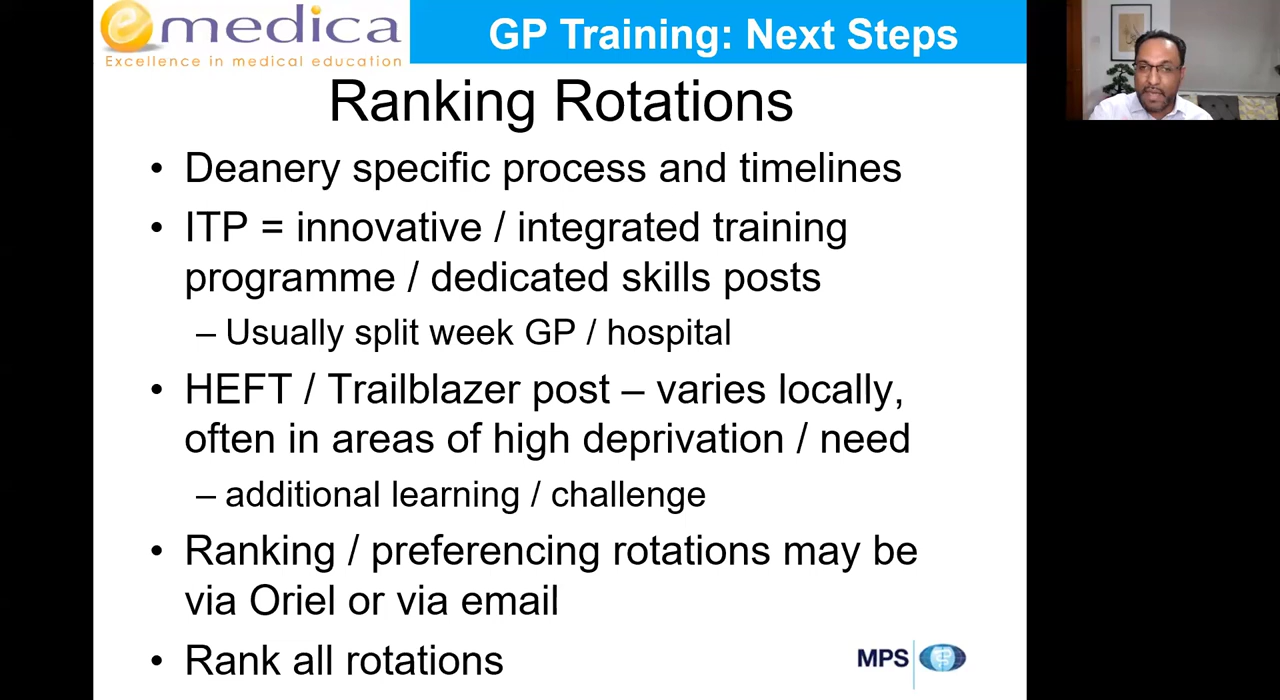 emedica
Excellence in medical education
GP Training: Next Steps
Ranking Rotations
• Deanery specific process and timelines
• ITP = innovative / integrated training
programme / dedicated skills posts
– Usually split week GP / hospital
• HEFT / Trailblazer post – varies locally,
often in areas of high deprivation / need
– additional learning / challenge
• Ranking / preferencing rotations may be
via Oriel or via email
• Rank all rotations
MPS